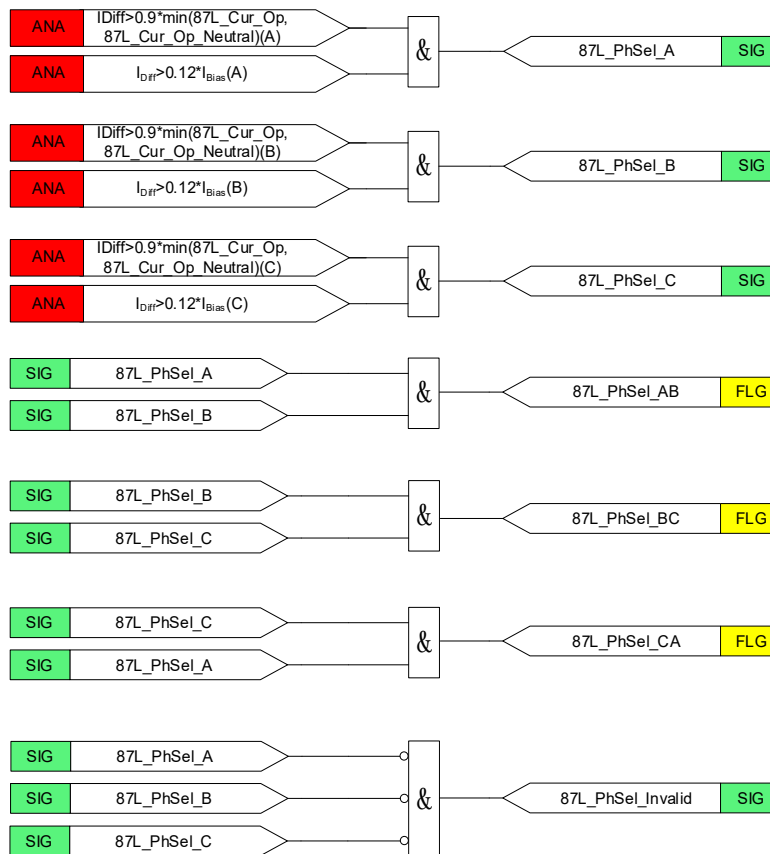 ANA
IDiff>0.9*min(87L_Cur_Op,
87L_Cur_Op_Neutral)(A)
ANA
IDiff>0.12*IBias(A)
&
87L_PhSel_A
SIG
ANA
IDiff>0.9*min(87L_Cur_Op,
87L_Cur_Op_Neutral)(B)
ANA
IDiff>0.12*IBias(B)
&
87L_PhSel_B
SIG
ANA
IDiff>0.9*min(87L_Cur_Op,
87L_Cur_Op_Neutral)(C)
ANA
IDiff>0.12*IBias(C)
&
87L_PhSel_C
SIG
SIG
87L_PhSel_A
SIG
87L_PhSel_B
&
87L_PhSel_AB
FLG
SIG
87L_PhSel_B
SIG
87L_PhSel_C
&
87L_PhSel_BC
FLG
SIG
87L_PhSel_C
SIG
87L_PhSel_A
&
87L_PhSel_CA
FLG
SIG
87L_PhSel_A
SIG
87L_PhSel_B
SIG
87L_PhSel_C
&
87L_PhSel_Invalid
SIG